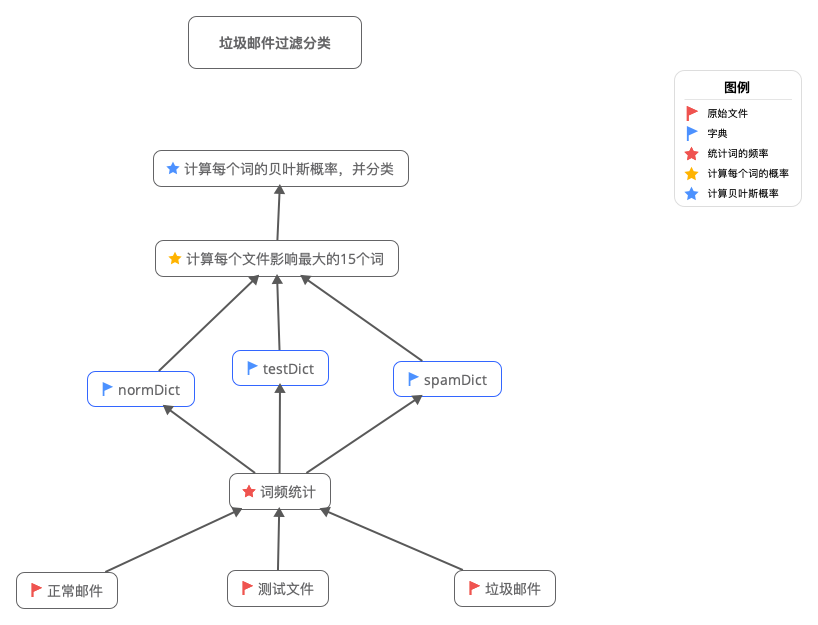 垃圾邮件过滤分类
图例
原始文件
字典
统计词的频率
计算每个词的概率
计算贝叶斯概率
计算每个词的贝叶斯概率，并分类
计算每个文件影响最大的15个词
normDict
testDict
spamDict
词频统计
正常邮件
测试文件
垃圾邮件